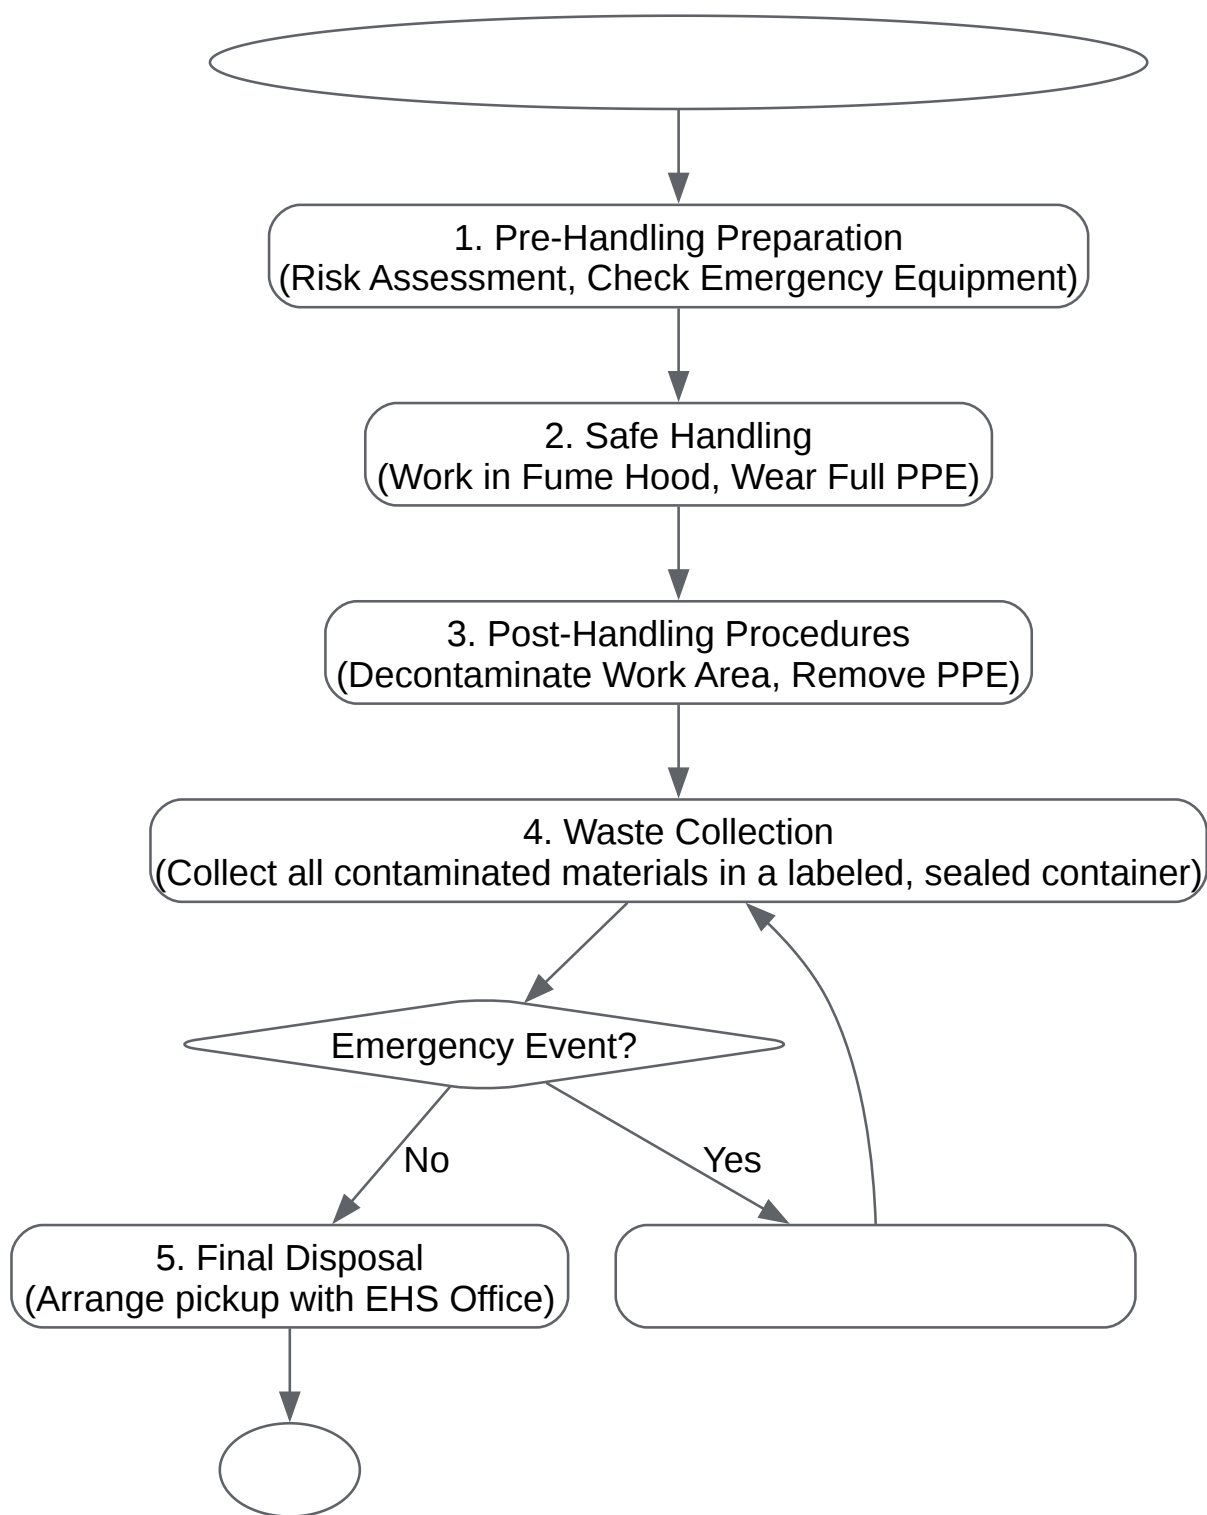 1. Pre-Handling Preparation
(Risk Assessment, Check Emergency Equipment)
2. Safe Handling
(Work in Fume Hood, Wear Full PPE)
3. Post-Handling Procedures
(Decontaminate Work Area, Remove PPE)
4. Waste Collection
(Collect all contaminated materials in a labeled, sealed container)
Emergency Event?
No
Yes
5. Final Disposal
(Arrange pickup with EHS Office)